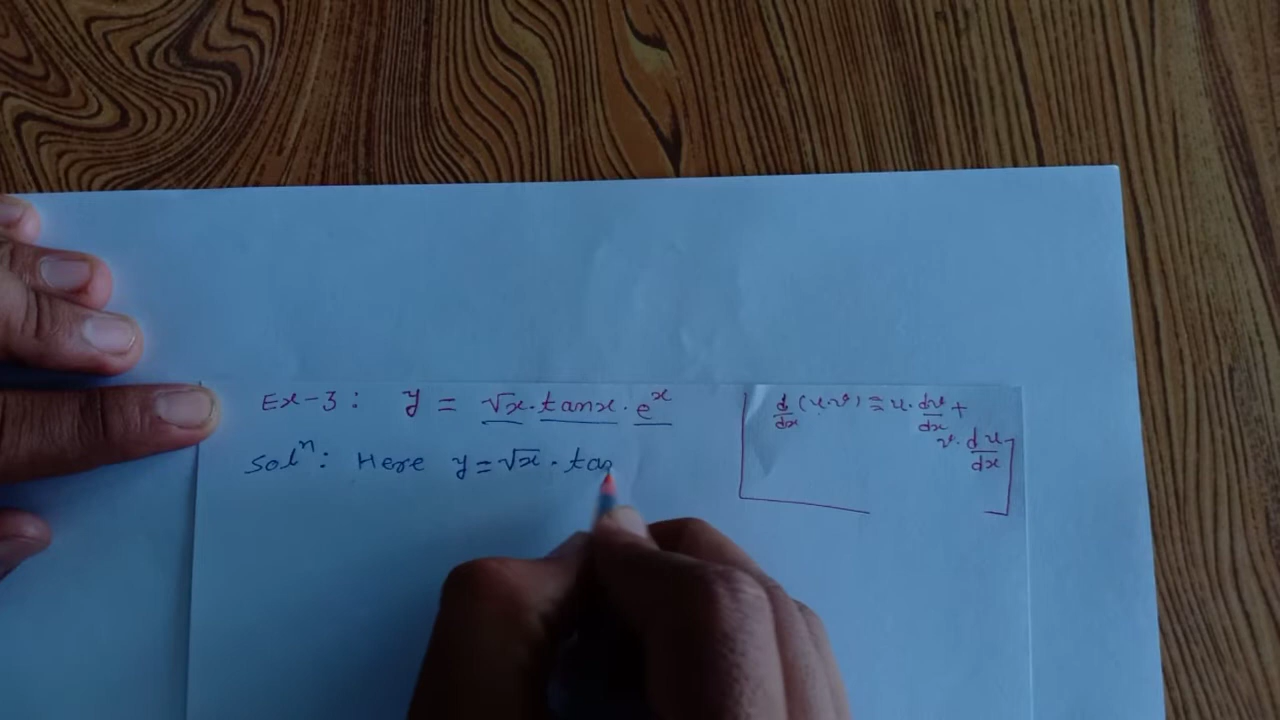 Ex-3: y = √x · tanx · e^x
Solⁿ: Here y = √x · tan
d/dx (u.v) = u. dv/dx +
v. du/dx